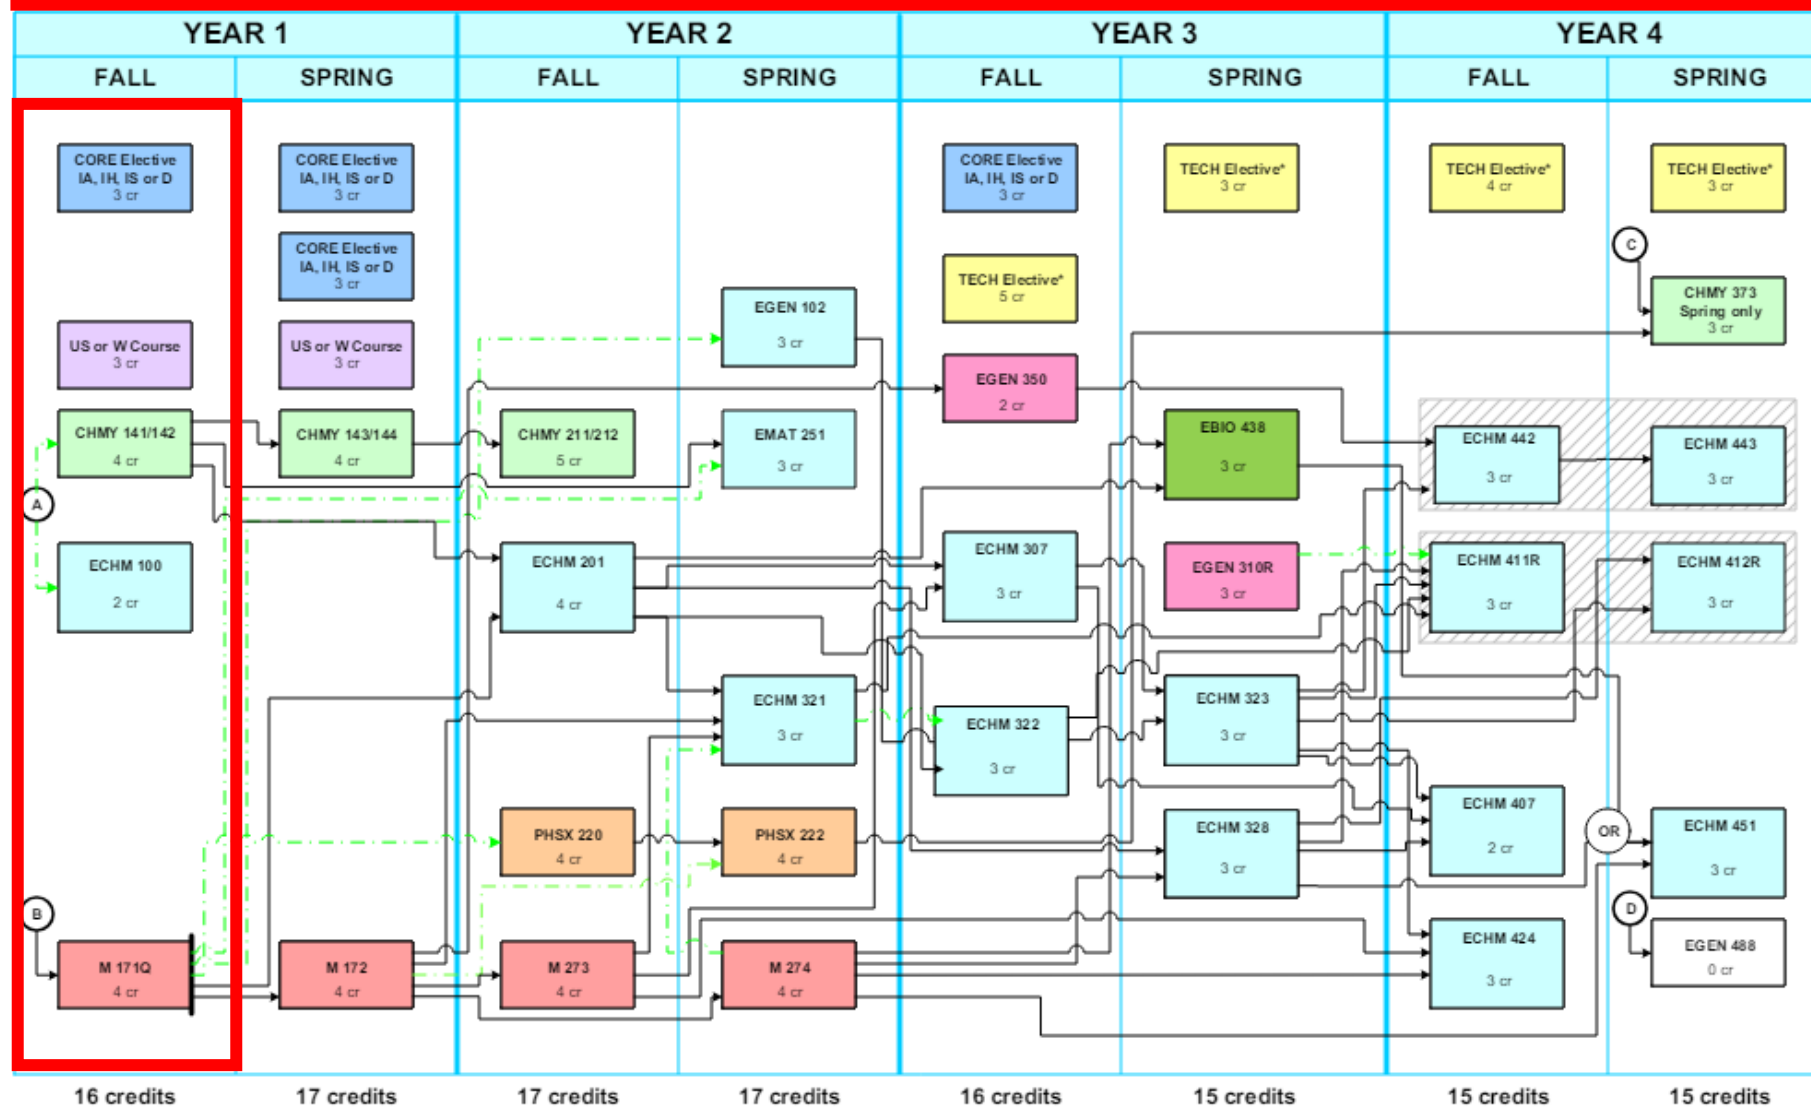 YEAR 1
YEAR 2
YEAR 3
YEAR 4
FALL
SPRING
FALL
SPRING
FALL
SPRING
FALL
SPRING
CORE Elective
IA, IH, IS or D
3 cr
US or W Course
3 cr
CHMY 141/142
4 cr
A
ECHM 100
2 cr
B
M 171Q
4 cr
16 credits
CORE Elective
IA, IH, IS or D
3 cr
CORE Elective
IA, IH, IS or D
3 cr
US or W Course
3 cr
CHMY 143/144
4 cr
M 172
4 cr
17 credits
CHMY 211/212
5 cr
ECHM 201
4 cr
PHSX 220
4 cr
M 273
4 cr
17 credits
EGEN 102
3 cr
EMAT 251
3 cr
ECHM 321
3 cr
PHSX 222
4 cr
M 274
4 cr
17 credits
CORE Elective
IA, IH, IS or D
3 cr
TECH Elective*
5 cr
EGEN 350
2 cr
ECHM 307
3 cr
ECHM 322
3 cr
16 credits
TECH Elective*
3 cr
EBIO 438
3 cr
EGEN 310R
3 cr
ECHM 323
3 cr
ECHM 328
3 cr
15 credits
TECH Elective*
4 cr
ECHM 442
3 cr
ECHM 411R
3 cr
ECHM 407
2 cr
ECHM 424
3 cr
15 credits
TECH Elective*
3 cr
C
CHMY 373
Spring only
3 cr
ECHM 443
3 cr
ECHM 412R
3 cr
OR
ECHM 451
3 cr
D
EGEN 488
0 cr
15 credits